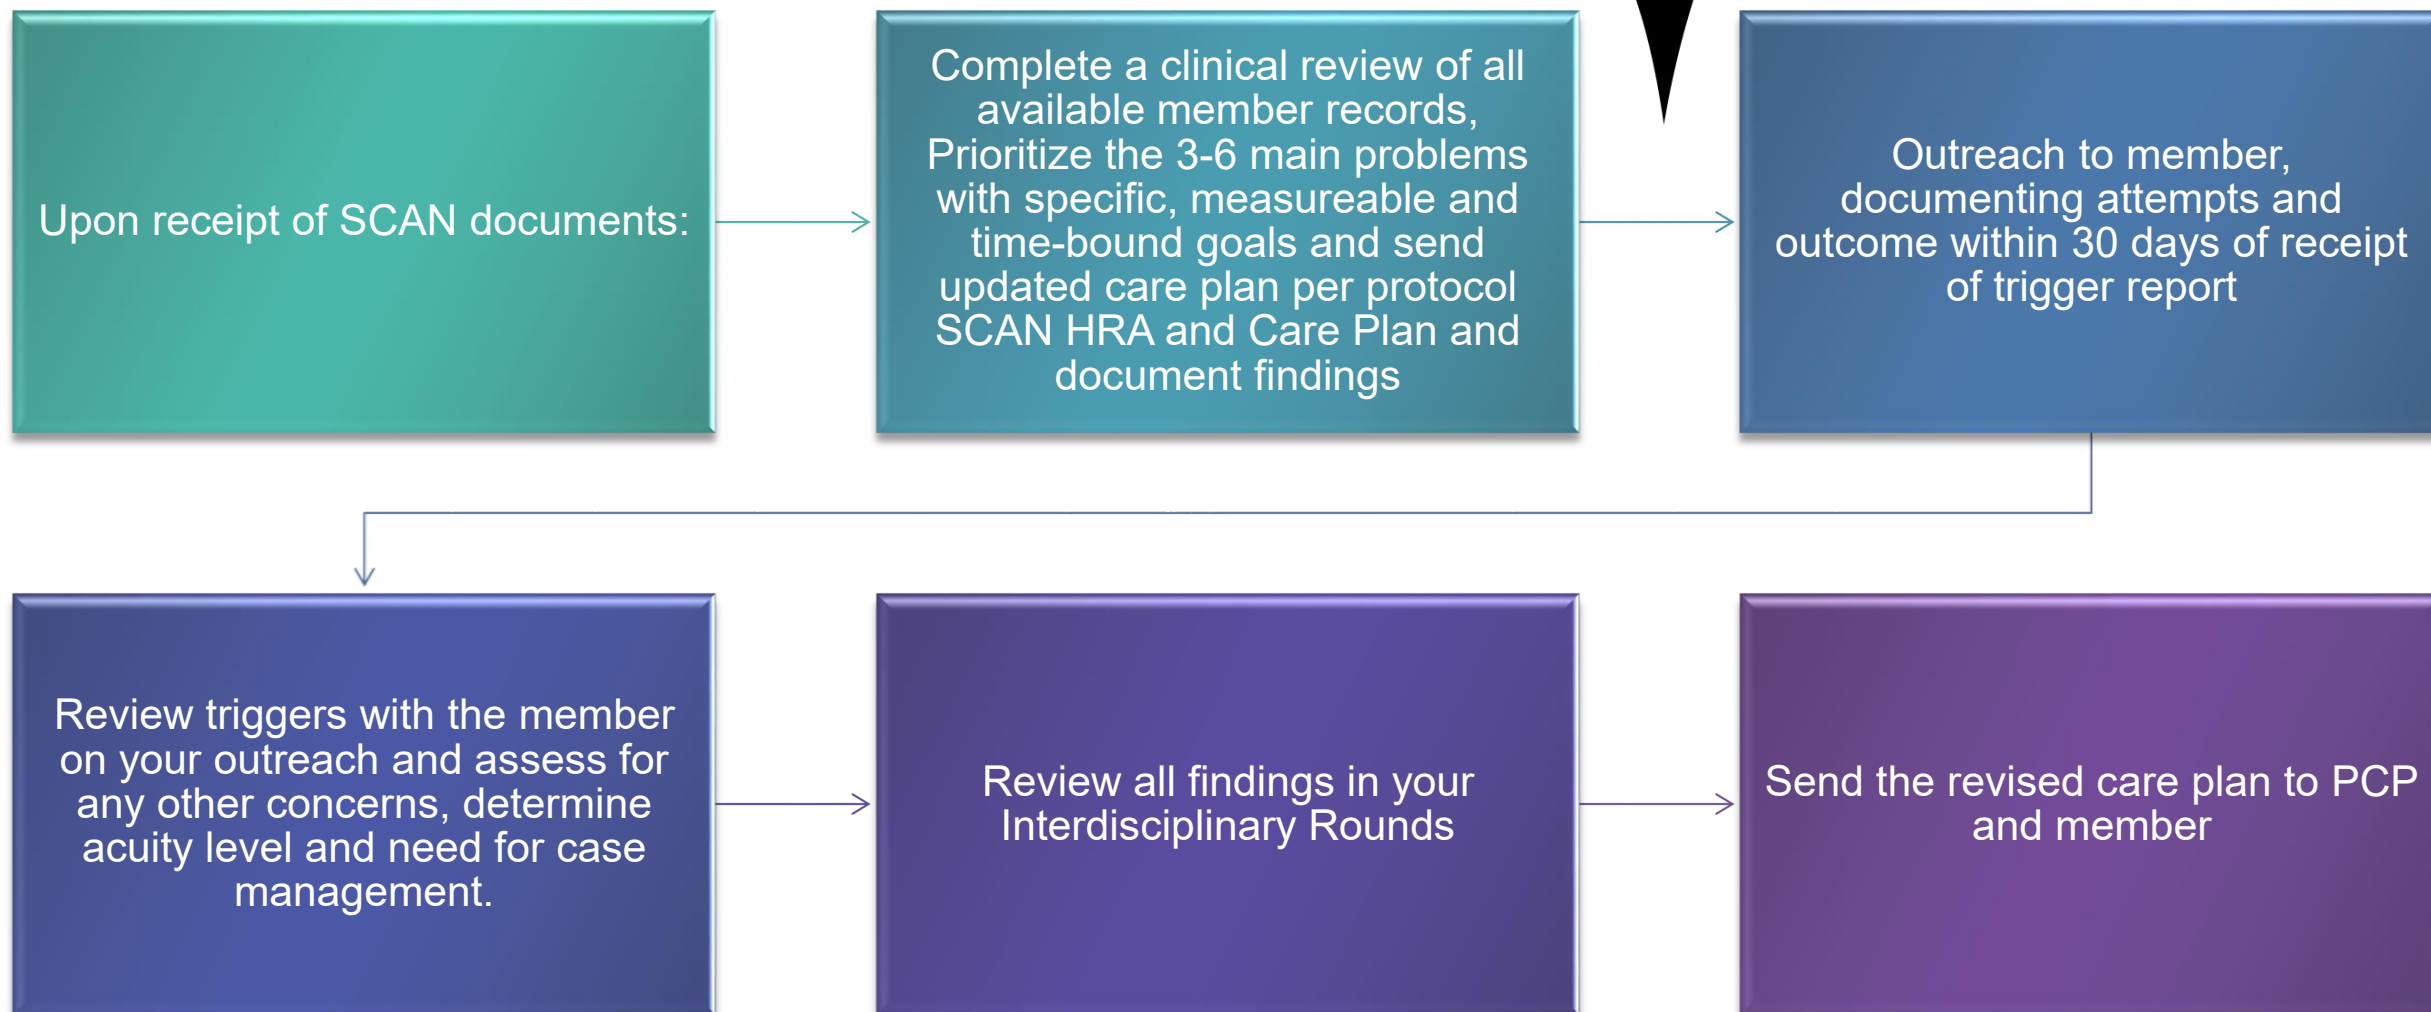 Upon receipt of SCAN documents:
Complete a clinical review of all
available member records,
Prioritize the 3-6 main problems
with specific, measureable and
time-bound goals and send
updated care plan per protocol
SCAN HRA and Care Plan and
document findings
Outreach to member,
documenting attempts and
outcome within 30 days of receipt
of trigger report
Review triggers with the member
on your outreach and assess for
any other concerns, determine
acuity level and need for case
management.
Review all findings in your
Interdisciplinary Rounds
Send the revised care plan to PCP
and member